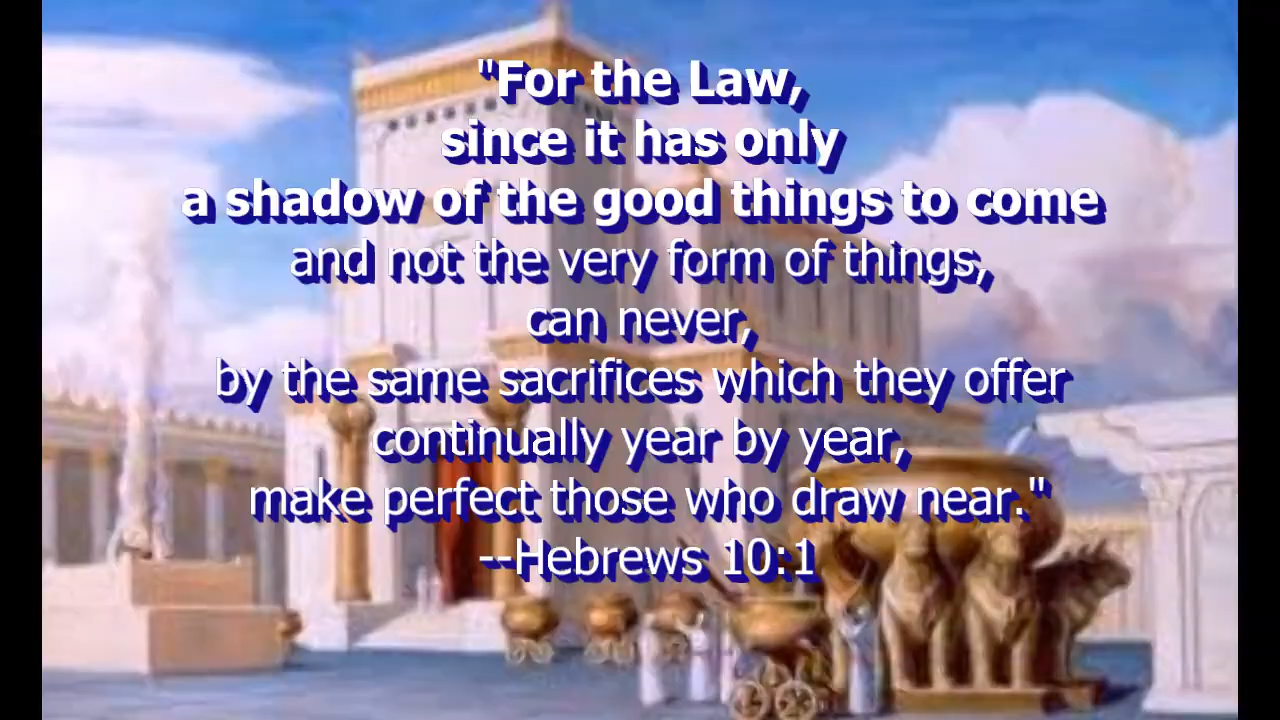 "For the Law,
since it has only
a shadow of the good things to come
and not the very form of things,
can never,
by the same sacrifices which they offer
continually year by year,
make perfect those who draw near."
--Hebrews 10:1